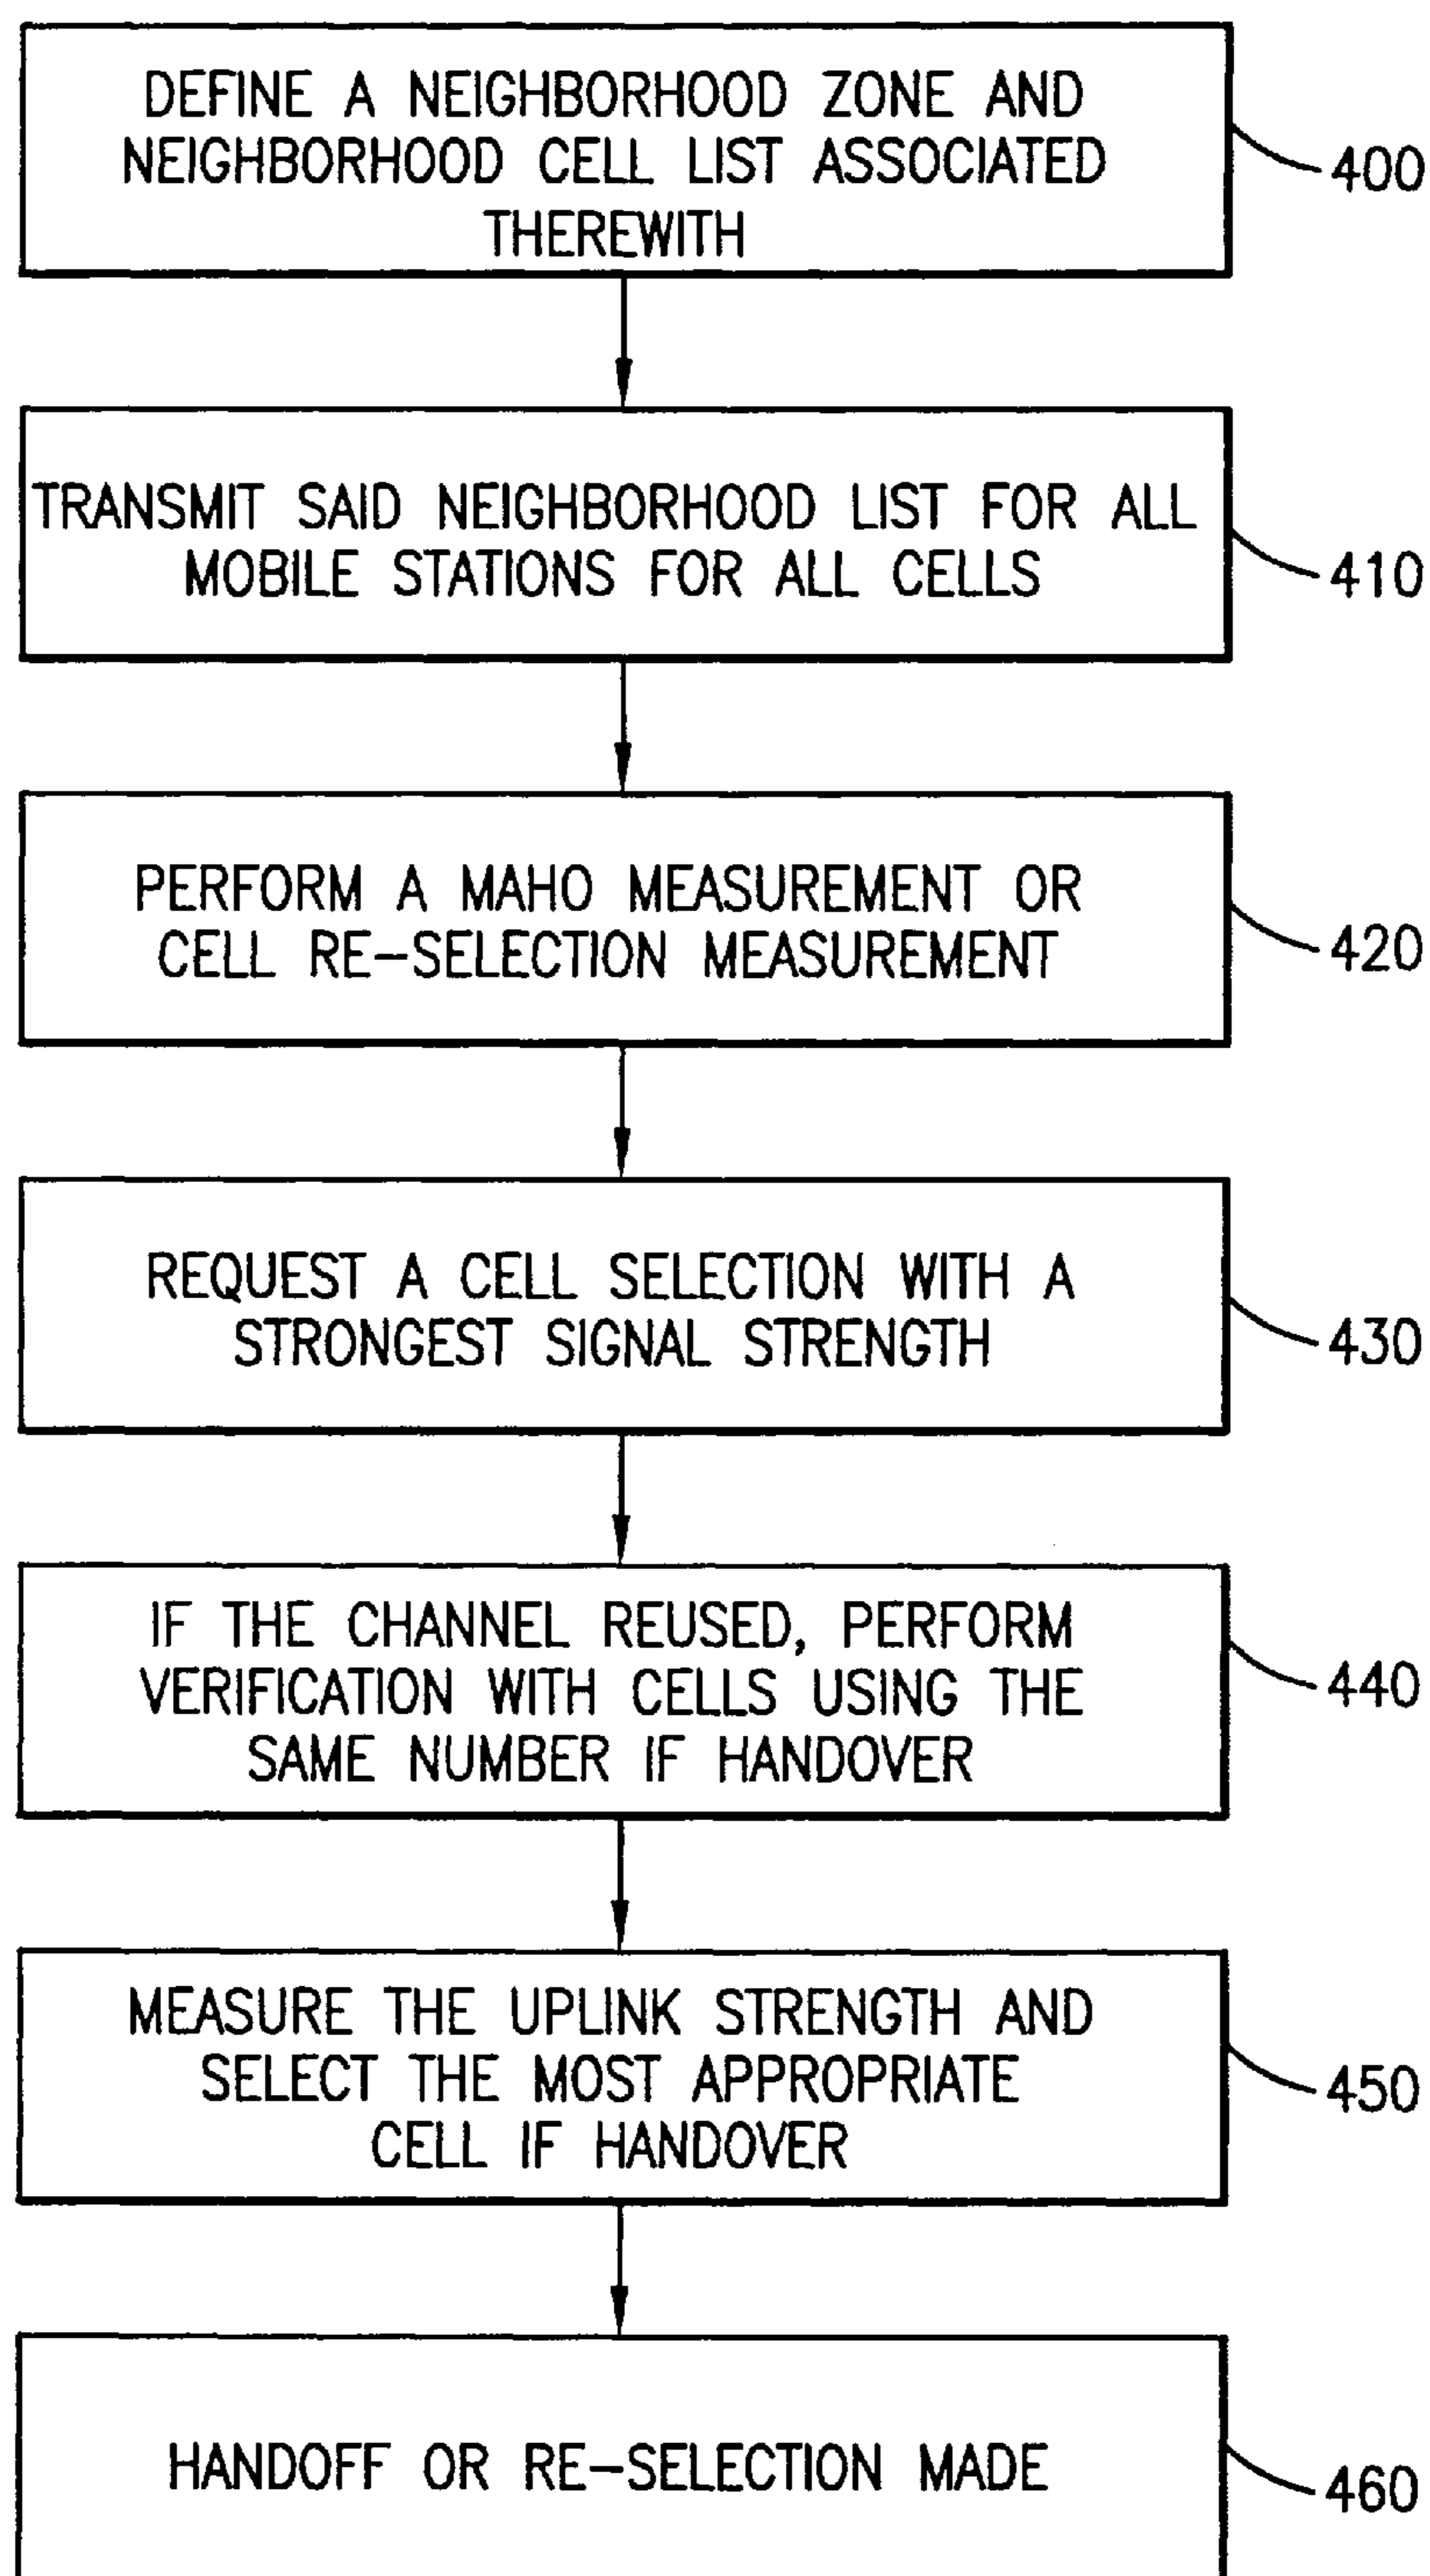 DEFINE A NEIGHBORHOOD ZONE AND
NEIGHBORHOOD CELL LIST ASSOCIATED
THEREWITH
400
TRANSMIT SAID NEIGHBORHOOD LIST FOR ALL
MOBILE STATIONS FOR ALL CELLS
410
PERFORM A MAHO MEASUREMENT OR
CELL RE-SELECTION MEASUREMENT
420
REQUEST A CELL SELECTION WITH A
STRONGEST SIGNAL STRENGTH
430
IF THE CHANNEL REUSED, PERFORM
VERIFICATION WITH CELLS USING THE
SAME NUMBER IF HANDOVER
440
MEASURE THE UPLINK STRENGTH AND
SELECT THE MOST APPROPRIATE
CELL IF HANDOVER
450
HANDOFF OR RE-SELECTION MADE
460